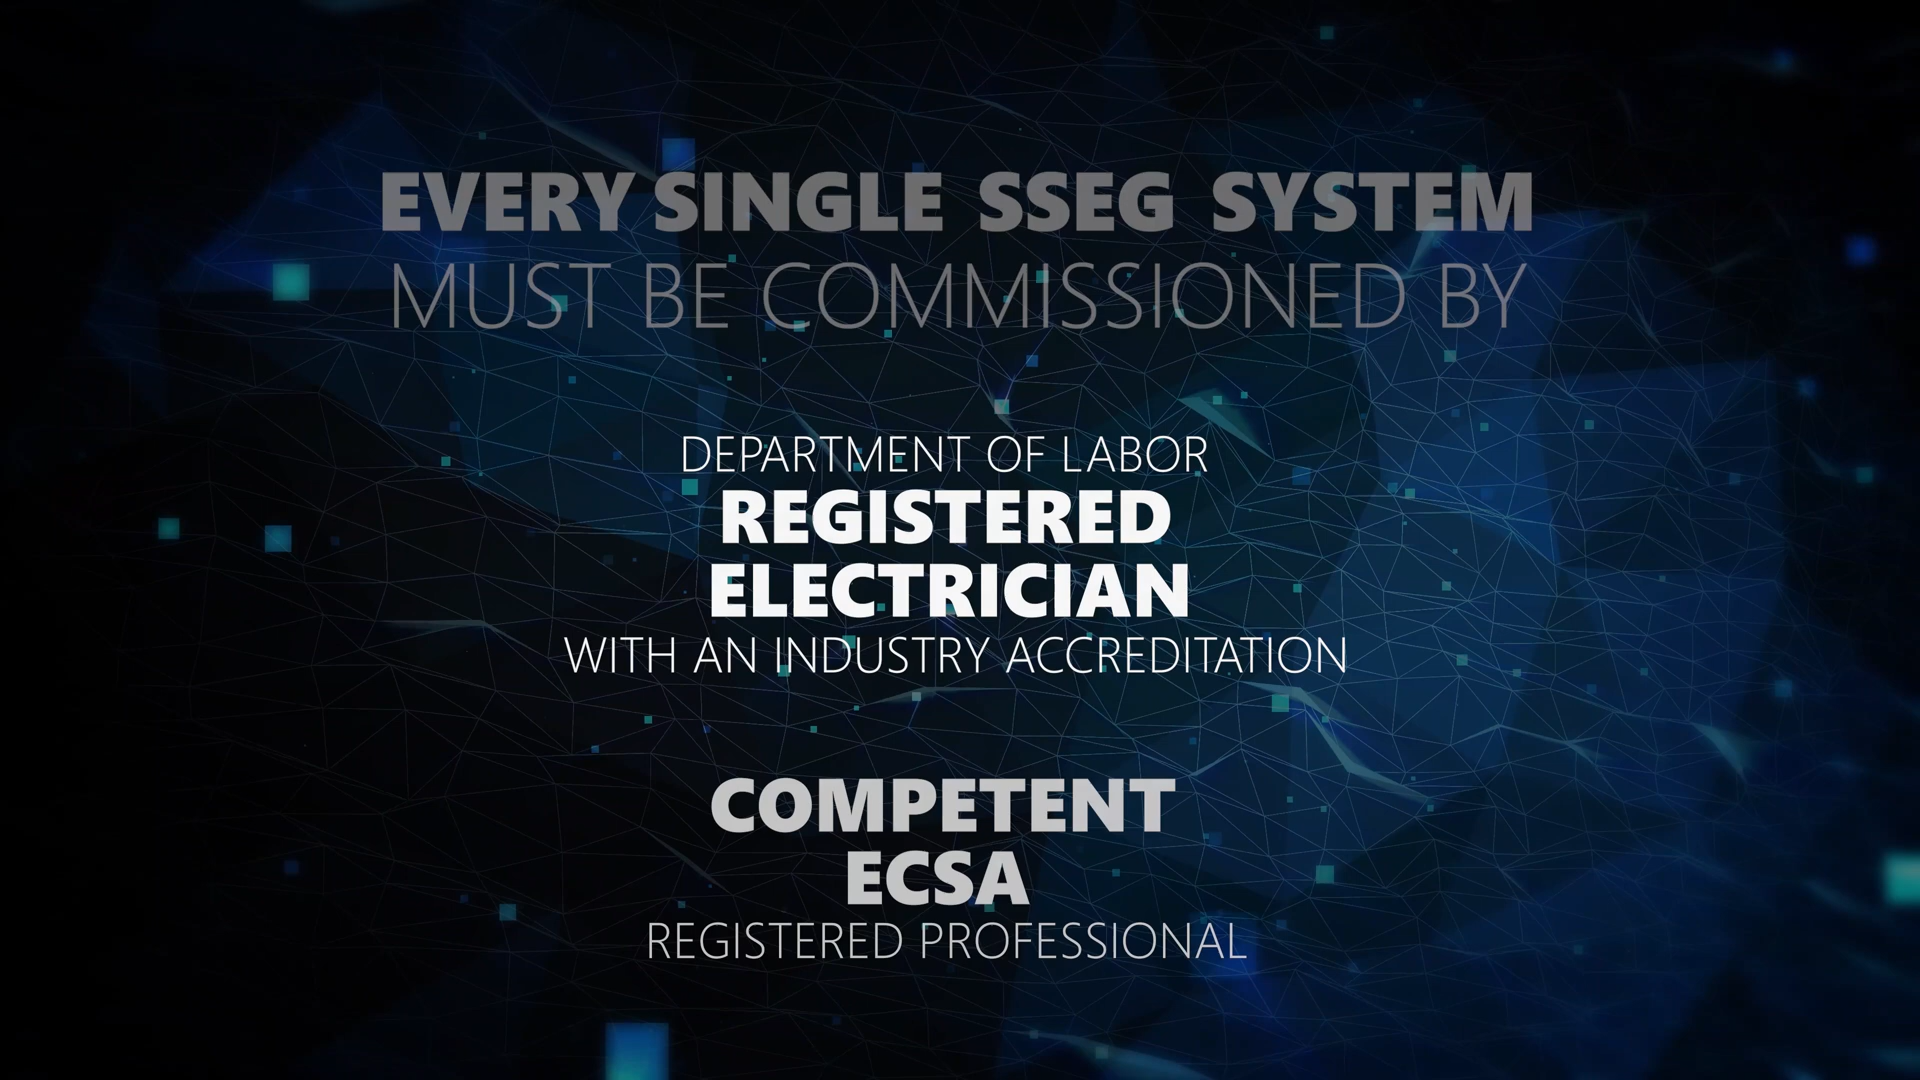 EVERY SINGLE SSEG SYSTEM
MUST BE COMMISSIONED BY
DEPARTMENT OF LABOR
REGISTERED
ELECTRICIAN
WITH AN INDUSTRY ACCREDITATION
COMPETENT
ECSA
REGISTERED PROFESSIONAL